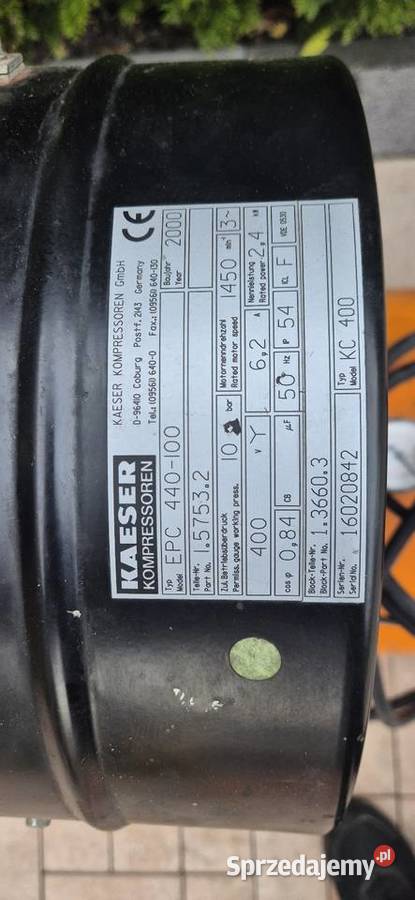 KAESER
KOMPRESSOREN
KAESER KOMPRESSOREN GmbH
D-96410 Coburg Postf. 2143 Germany
Tel.: (09561) 640-0 Fax.: (09561) 640-130
CE
Typ
Model EPC 440-100
Baujahr
Year 2000
Teile-Nr.
Part No. 1.5753.2
Zul. Betriebsüberdruck
Permiss. gauge working press. 10 bar
Motornenndrehzahl
Rated motor speed 1450 min⁻¹ 3~
400 V Y 6,2 A
Nennleistung
Rated power 2,4 kW
cos φ 0,84 CB µF 50 Hz IP 54 ICL F VDE 0530
Block-Teile-Nr.
Block-Part No. 1.3660.3
Serien-Nr.
Serial No. 16020842
Typ
Model KC 400
Sprzedajemy.pl